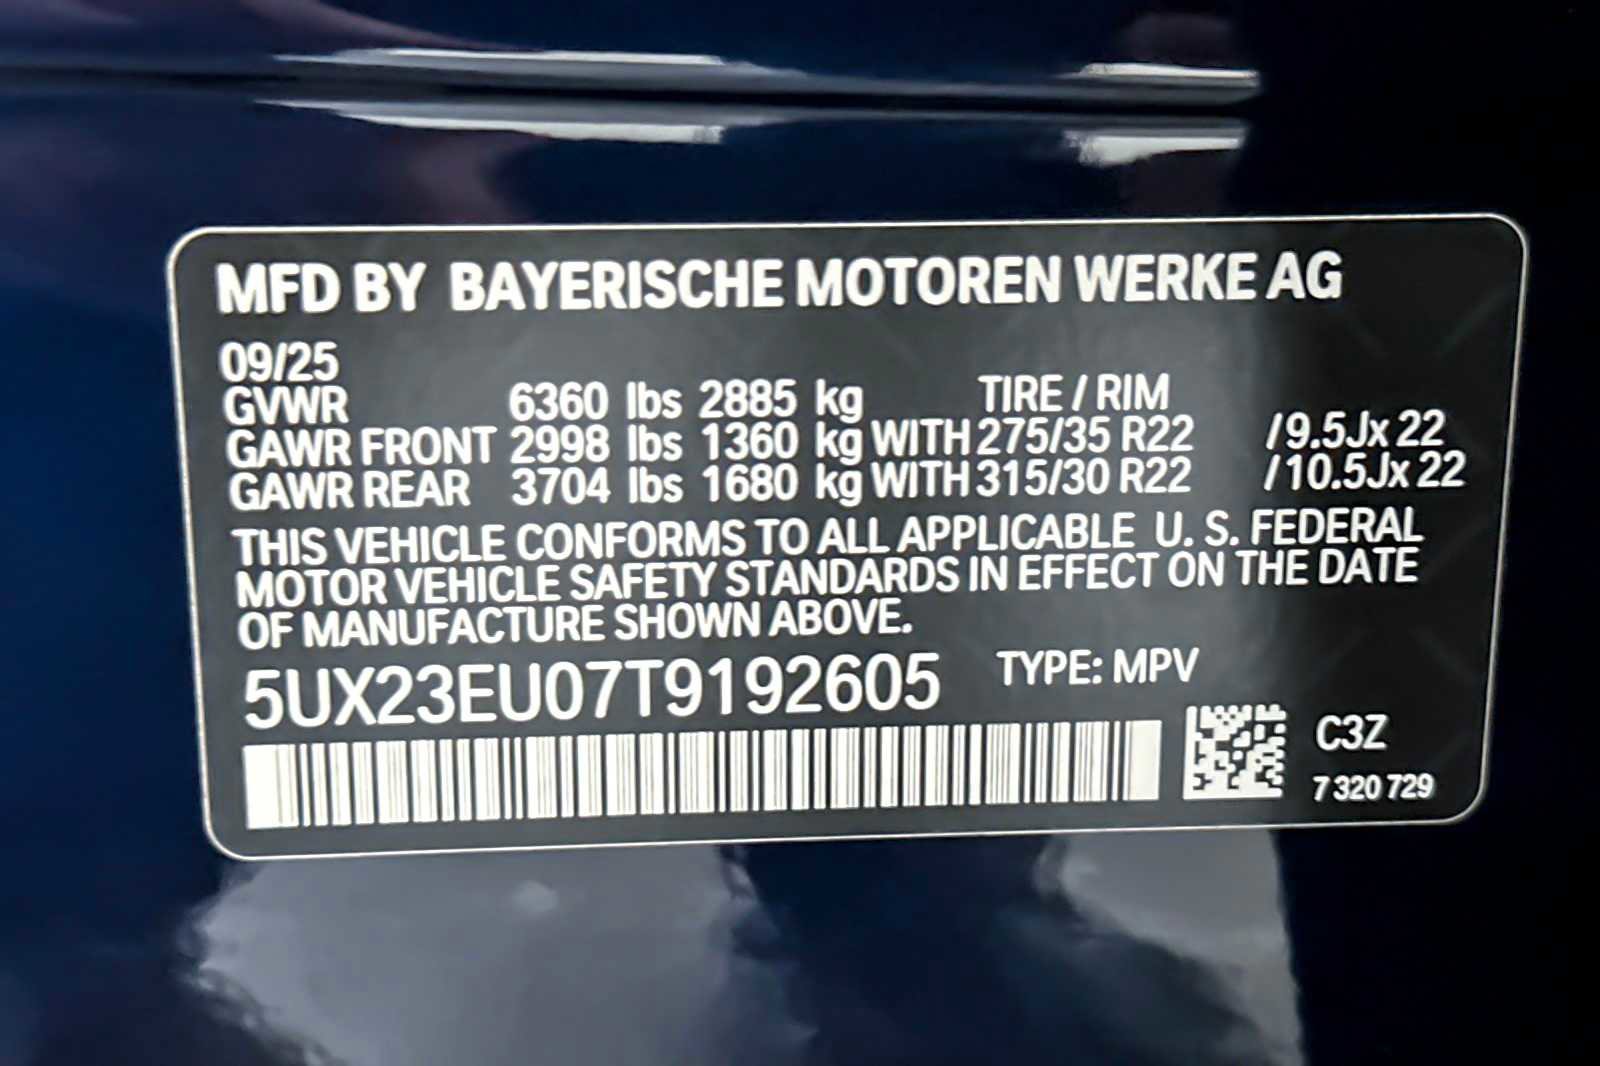 MFD BY BAYERISCHE MOTOREN WERKE AG
09/25
GVWR 6360 lbs 2885 kg TIRE / RIM
GAWR FRONT 2998 lbs 1360 kg WITH 275/35 R22 /9.5Jx 22
GAWR REAR 3704 lbs 1680 kg WITH 315/30 R22 /10.5Jx 22
THIS VEHICLE CONFORMS TO ALL APPLICABLE U. S. FEDERAL
MOTOR VEHICLE SAFETY STANDARDS IN EFFECT ON THE DATE
OF MANUFACTURE SHOWN ABOVE.
5UX23EU07T9192605 TYPE: MPV
C3Z
7 320 729